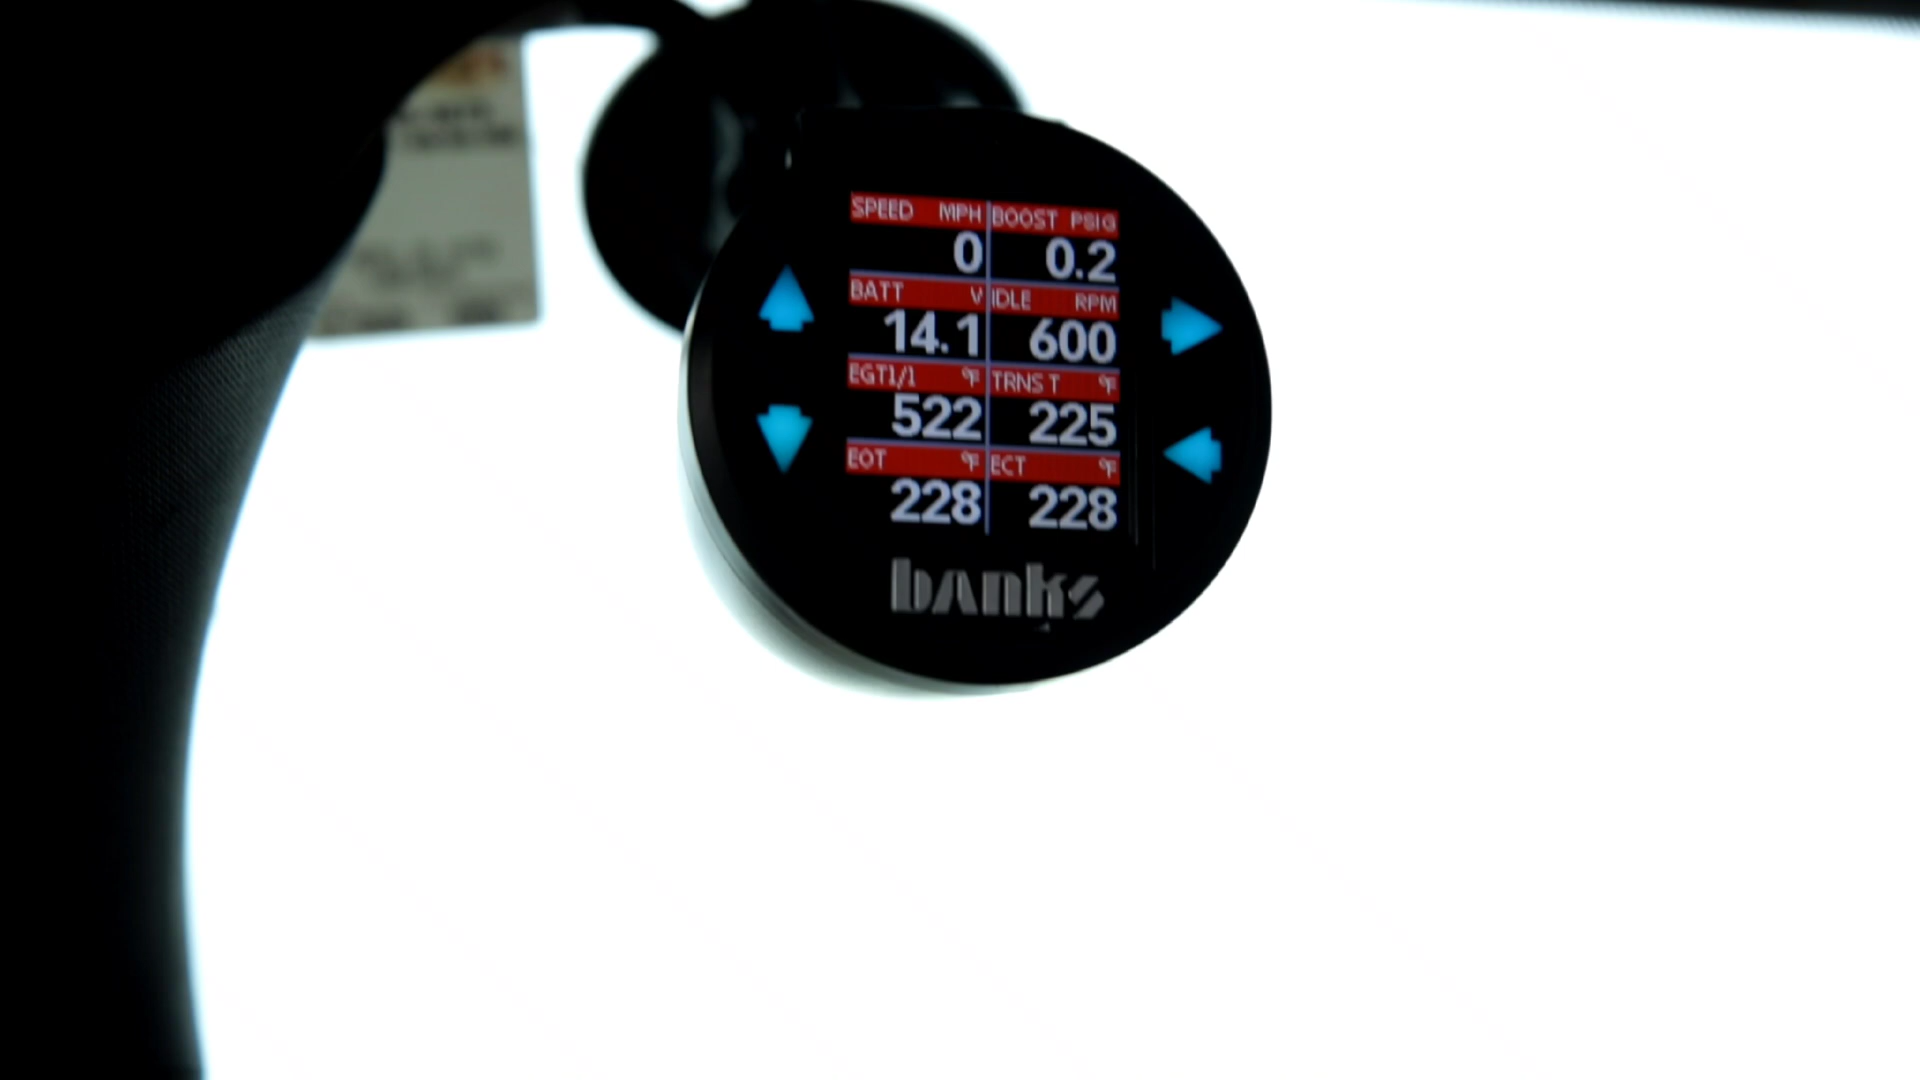 SPEED MPH BOOST PSIG
0 0.2
BATT V IDLE RPM
14.1 600
EGT1/1 °F TRNS T °F
522 225
EOT °F ECT °F
228 228
banks